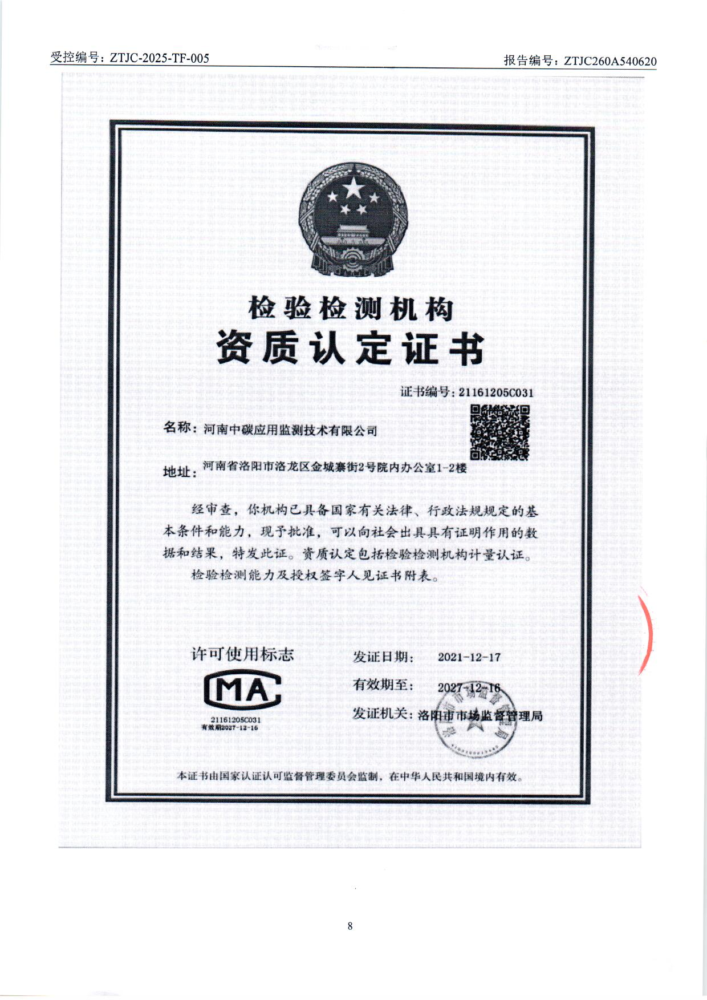 受控编号：ZTJC-2025-TF-005
报告编号：ZTJC260A540620
检验检测机构
资质认定证书
证书编号：21161205C031
名称：河南中碳应用监测技术有限公司
地址：河南省洛阳市洛龙区金城寨街2号院内办公室1-2楼
经审查，你机构已具备国家有关法律、行政法规规定的基
本条件和能力，现予批准，可以向社会出具具有证明作用的数
据和结果，特发此证。资质认定包括检验检测机构计量认证。
检验检测能力及授权签字人见证书附表。
许可使用标志
MA
21161205C031
有效期2027-12-16
发证日期：2021-12-17
有效期至：2027-12-16
发证机关：洛阳市市场监督管理局
洛阳市市场监督管理局
本证书由国家认证认可监督管理委员会监制，在中华人民共和国境内有效。
8